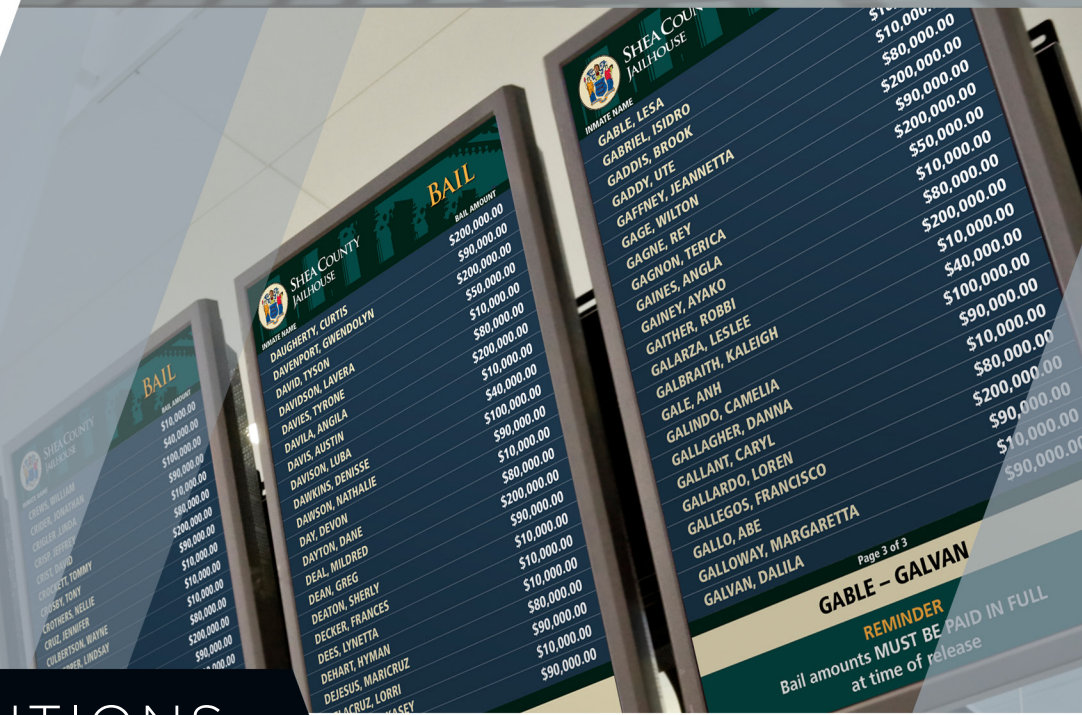 SHEA COUNTY
JAILHOUSE
BAIL
INMATE NAME BAIL AMOUNT
CREWS, WILLIAM $10,000.00
CRIDER, JONATHAN $40,000.00
CRIGLER, LINDA $100,000.00
CRISP, JEFFREY $90,000.00
CRIST, DAVID $10,000.00
CROCKETT, TOMMY $80,000.00
CROSBY, TONY $200,000.00
CROTHERS, NELLIE $90,000.00
CRUZ, JENNIFER $10,000.00
CULBERTSON, WAYNE $10,000.00
LINDSAY $10,000.00
$80,000.00
$200,000.00
$90,000.00
SHEA COUNTY
JAILHOUSE
BAIL
INMATE NAME BAIL AMOUNT
DAUGHERTY, CURTIS $200,000.00
DAVENPORT, GWENDOLYN $90,000.00
DAVID, TYSON $200,000.00
DAVIDSON, LAVERA $50,000.00
DAVIES, TYRONE $10,000.00
DAVILA, ANGILA $80,000.00
DAVIS, AUSTIN $200,000.00
DAVISON, LUBA $10,000.00
DAWKINS, DENISSE $40,000.00
DAWSON, NATHALIE $100,000.00
DAY, DEVON $90,000.00
DAYTON, DANE $10,000.00
DEAL, MILDRED $80,000.00
DEAN, GREG $200,000.00
DEATON, SHERLY $90,000.00
DECKER, FRANCES $10,000.00
DEES, LYNETTA $10,000.00
DEHART, HYMAN $10,000.00
DEJESUS, MARICRUZ $80,000.00
LORRI $90,000.00
$10,000.00
$90,000.00
SHEA COUN
JAILHOUSE
INMATE NAME
GABLE, LESA
GABRIEL, ISIDRO
GADDIS, BROOK
GADDY, UTE $10,000.00
GAFFNEY, JEANNETTA $80,000.00
GAGE, WILTON $200,000.00
GAGNE, REY $90,000.00
GAGNON, TERICA $200,000.00
GAINES, ANGLA $50,000.00
GAINEY, AYAKO $10,000.00
GAITHER, ROBBI $80,000.00
GALARZA, LESLEE $200,000.00
GALBRAITH, KALEIGH $10,000.00
GALE, ANH $40,000.00
GALINDO, CAMELIA $100,000.00
GALLAGHER, DANNA $90,000.00
GALLANT, CARYL $10,000.00
GALLARDO, LOREN $80,000.00
GALLEGOS, FRANCISCO $200,000.00
GALLO, ABE $90,000.00
GALLOWAY, MARGARETTA $10,000.00
GALVAN, DALILA $90,000.00
Page 3 of 3
GABLE – GALVAN
REMINDER
Bail amounts MUST BE PAID IN FULL
at time of release
ITIONS